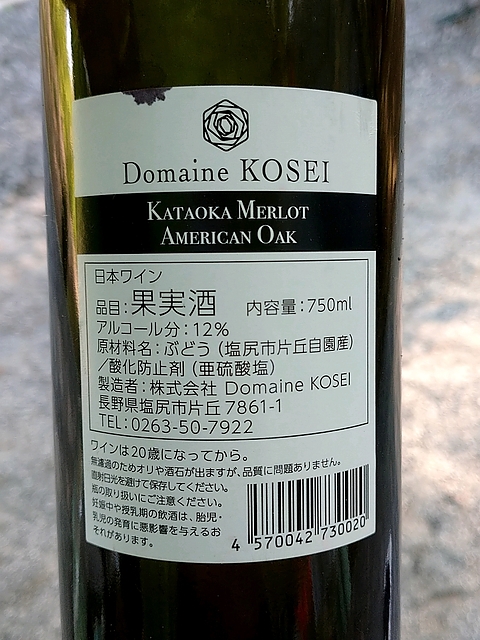 Domaine KOSEI
KATAOKA MERLOT
AMERICAN OAK
日本ワイン
品目：果実酒　内容量：750ml
アルコール分：12%
原材料名：ぶどう（塩尻市片丘自園産）
／酸化防止剤（亜硫酸塩）
製造者：株式会社 Domaine KOSEI
長野県塩尻市片丘 7861-1
TEL：0263-50-7922
ワインは20歳になってから。
無濾過のためオリや酒石が出ますが、品質に問題ありません。
直射日光を避けて保存してください。
瓶の取り扱いにご注意ください。
妊娠中や授乳期の飲酒は、胎児・
乳児の発育に悪影響を与えるお
それがあります。
4 570042 730020